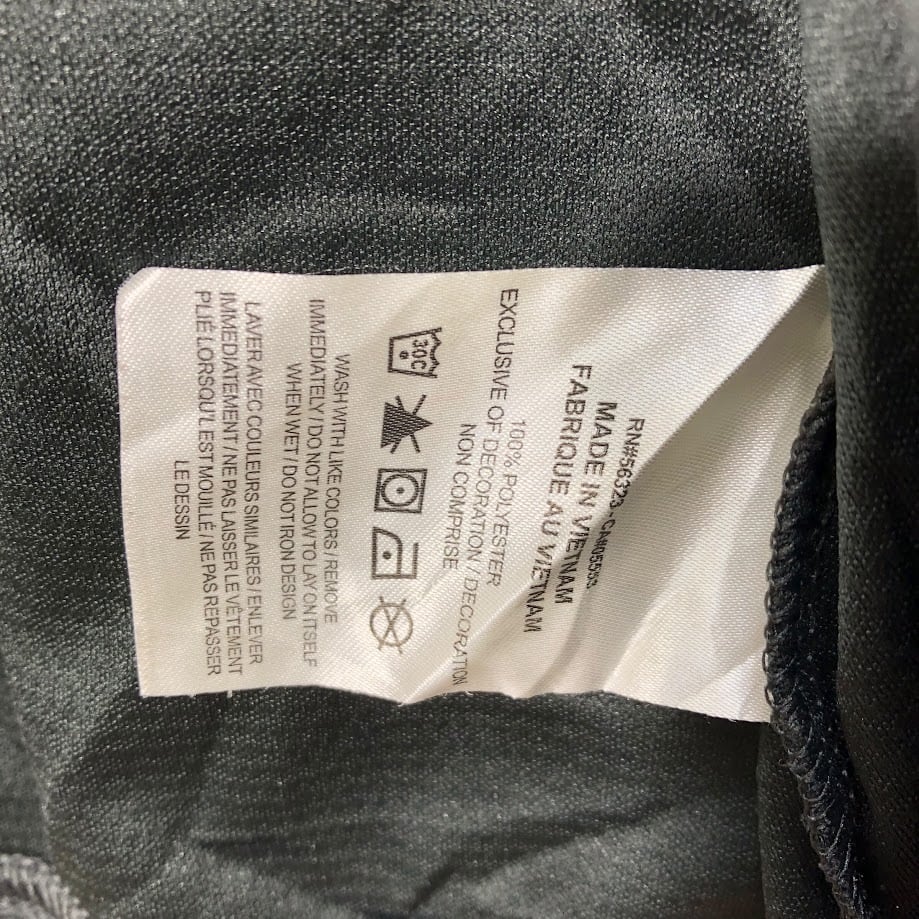 RN#56323
MADE IN VIETNAM
FABRIQUE AU VIETNAM
100% POLYESTER
EXCLUSIVE OF DECORATION / DECORATION
NON COMPRISE
30C
WASH WITH LIKE COLORS / REMOVE
IMMEDIATELY / DO NOT ALLOW TO LAY ON ITSELF
WHEN WET / DO NOT IRON DESIGN
LAVER AVEC COULEURS SIMILAIRES / ENLEVER
IMMÉDIATEMENT / NE PAS LAISSER LE VÊTEMENT
PLIÉ LORSQU'L EST MOUILLÉ / NE PAS REPASSER
LE DESSIN